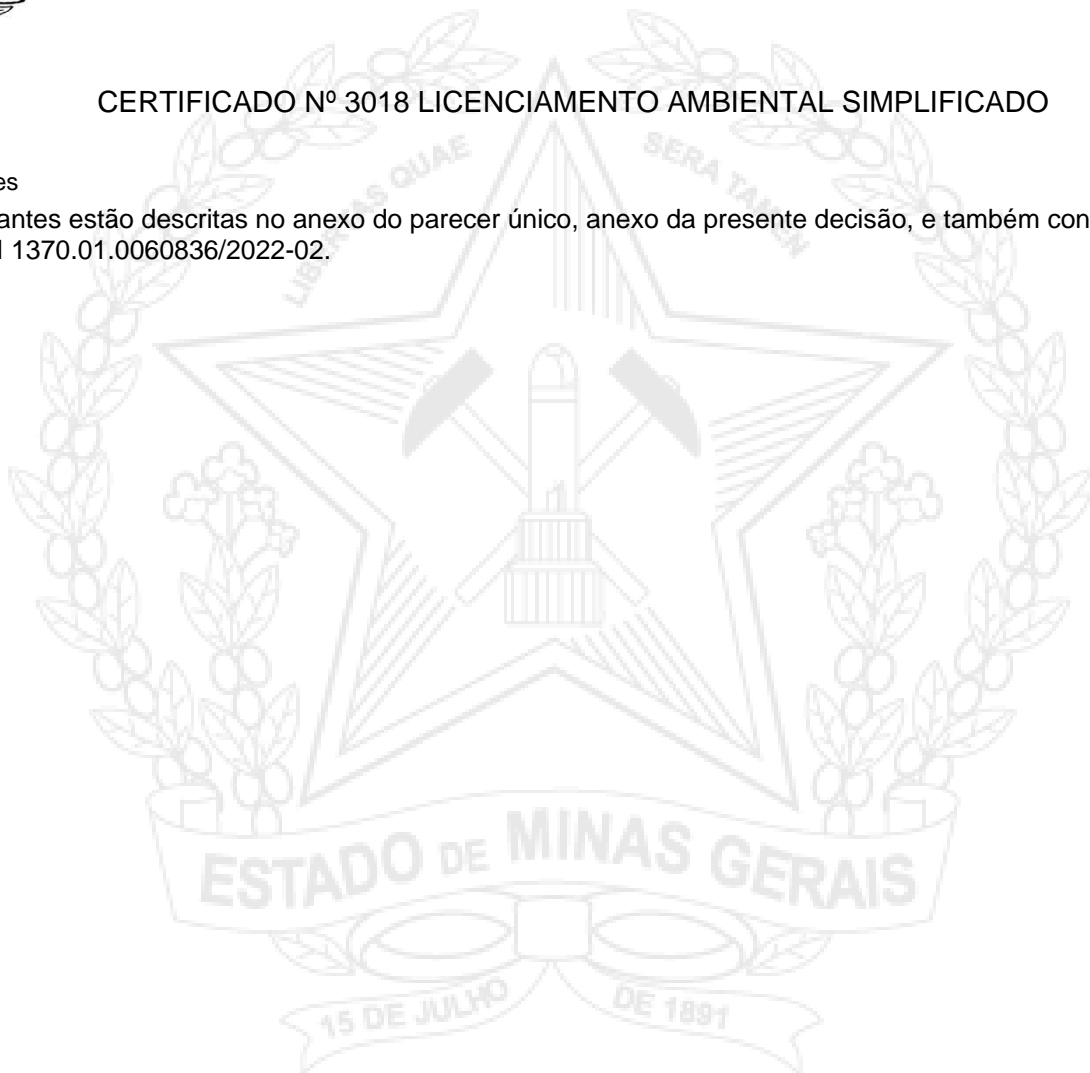 CERTIFICADO Nº 3018 LICENCIAMENTO AMBIENTAL SIMPLIFICADO
LIBERTAS QUAE SERA TAMEN
es
antes estão descritas no anexo do parecer único, anexo da presente decisão, e também con
l 1370.01.0060836/2022-02.
ESTADO DE MINAS GERAIS
15 DE JULHO DE 1891